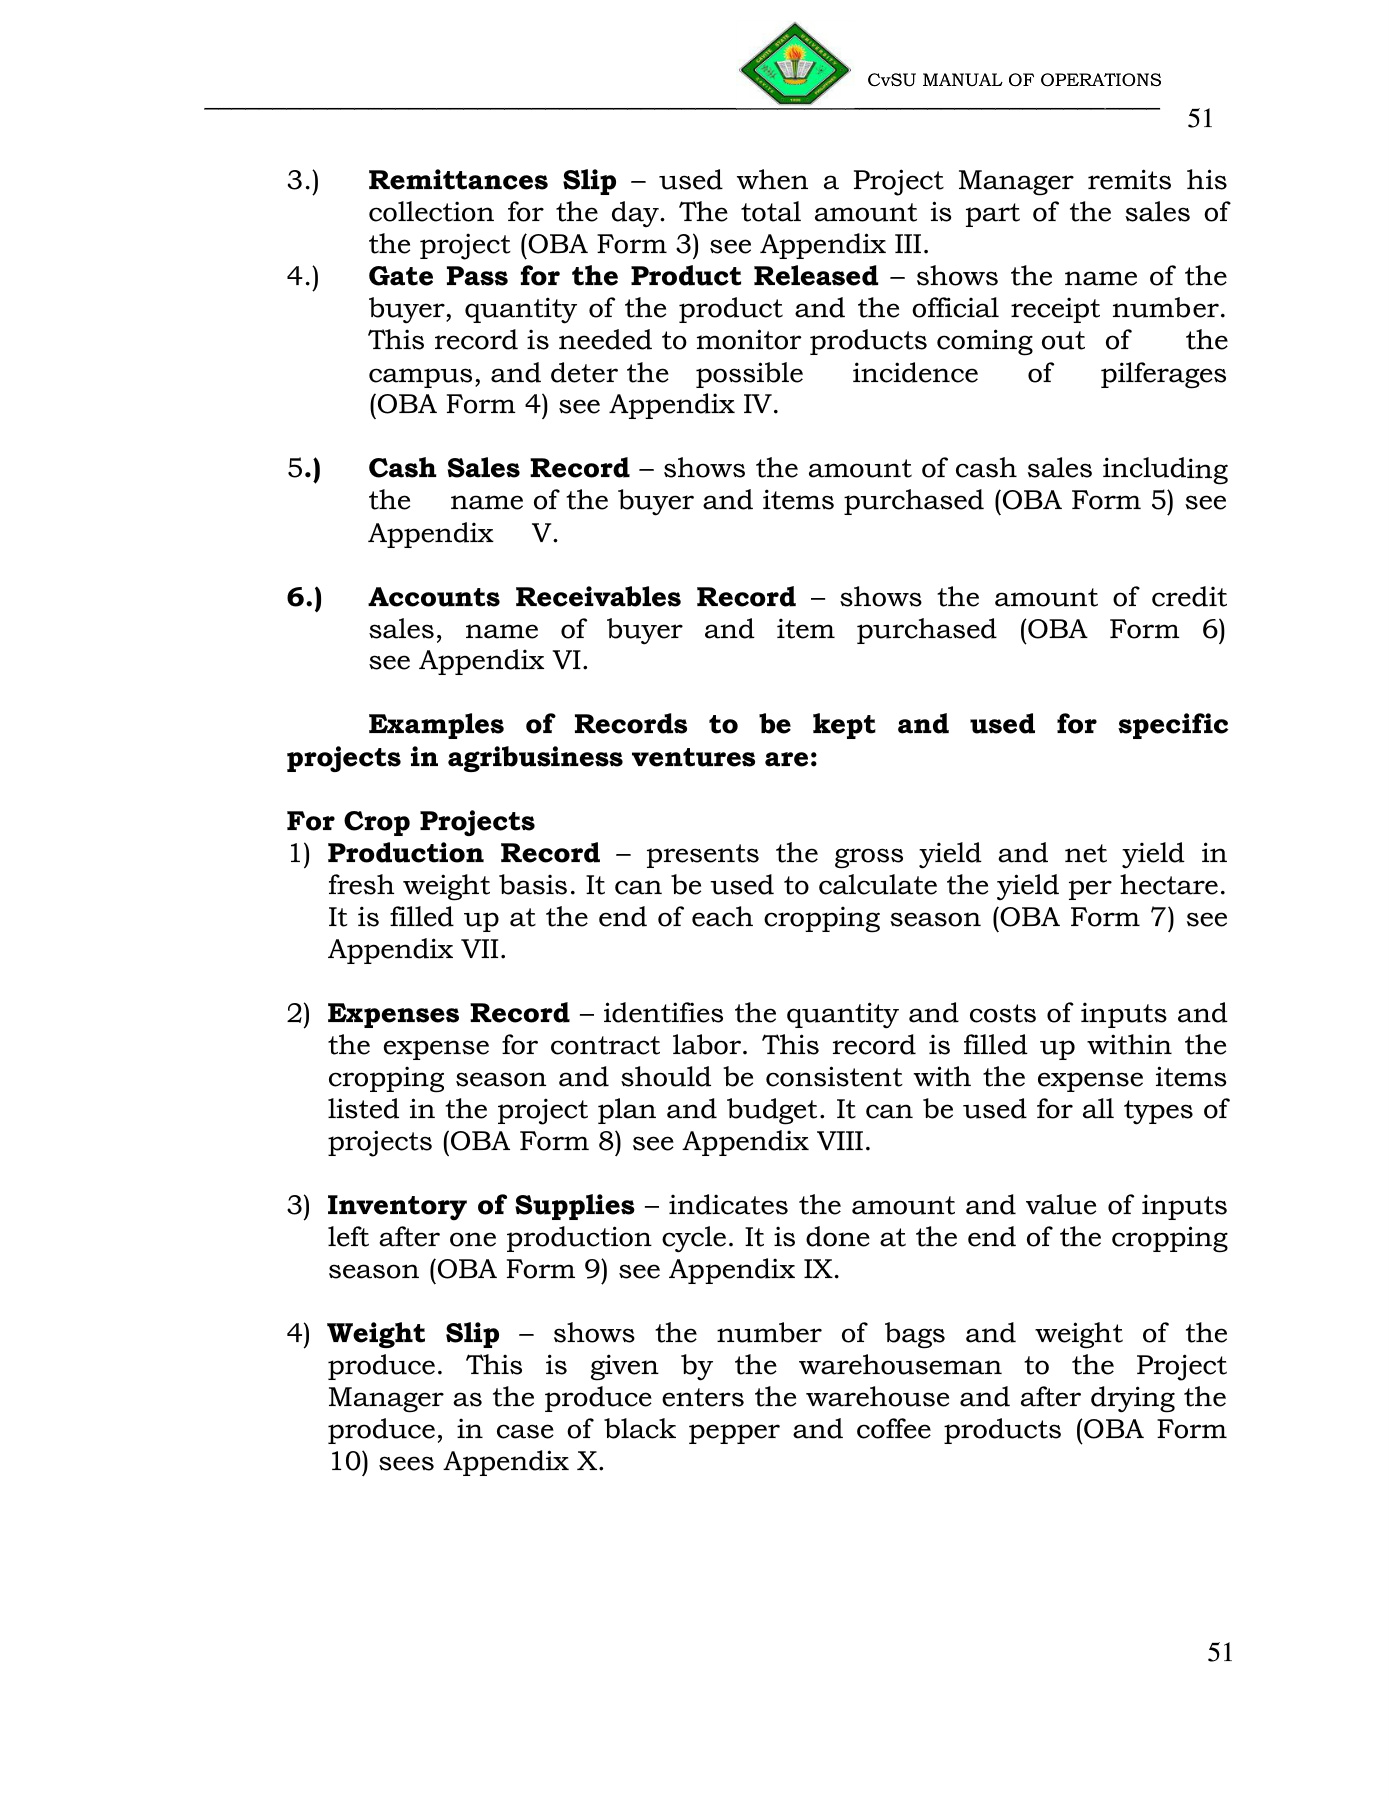 CvSU MANUAL OF OPERATIONS
51
3.) Remittances Slip – used when a Project Manager remits his
collection for the day. The total amount is part of the sales of
the project (OBA Form 3) see Appendix III.
4.) Gate Pass for the Product Released – shows the name of the
buyer, quantity of the product and the official receipt number.
This record is needed to monitor products coming out of the
campus, and deter the possible incidence of pilferages
(OBA Form 4) see Appendix IV.
5.) Cash Sales Record – shows the amount of cash sales including
the name of the buyer and items purchased (OBA Form 5) see
Appendix V.
6.) Accounts Receivables Record – shows the amount of credit
sales, name of buyer and item purchased (OBA Form 6)
see Appendix VI.
Examples of Records to be kept and used for specific
projects in agribusiness ventures are:
For Crop Projects
1) Production Record – presents the gross yield and net yield in
fresh weight basis. It can be used to calculate the yield per hectare.
It is filled up at the end of each cropping season (OBA Form 7) see
Appendix VII.
2) Expenses Record – identifies the quantity and costs of inputs and
the expense for contract labor. This record is filled up within the
cropping season and should be consistent with the expense items
listed in the project plan and budget. It can be used for all types of
projects (OBA Form 8) see Appendix VIII.
3) Inventory of Supplies – indicates the amount and value of inputs
left after one production cycle. It is done at the end of the cropping
season (OBA Form 9) see Appendix IX.
4) Weight Slip – shows the number of bags and weight of the
produce. This is given by the warehouseman to the Project
Manager as the produce enters the warehouse and after drying the
produce, in case of black pepper and coffee products (OBA Form
10) sees Appendix X.
51